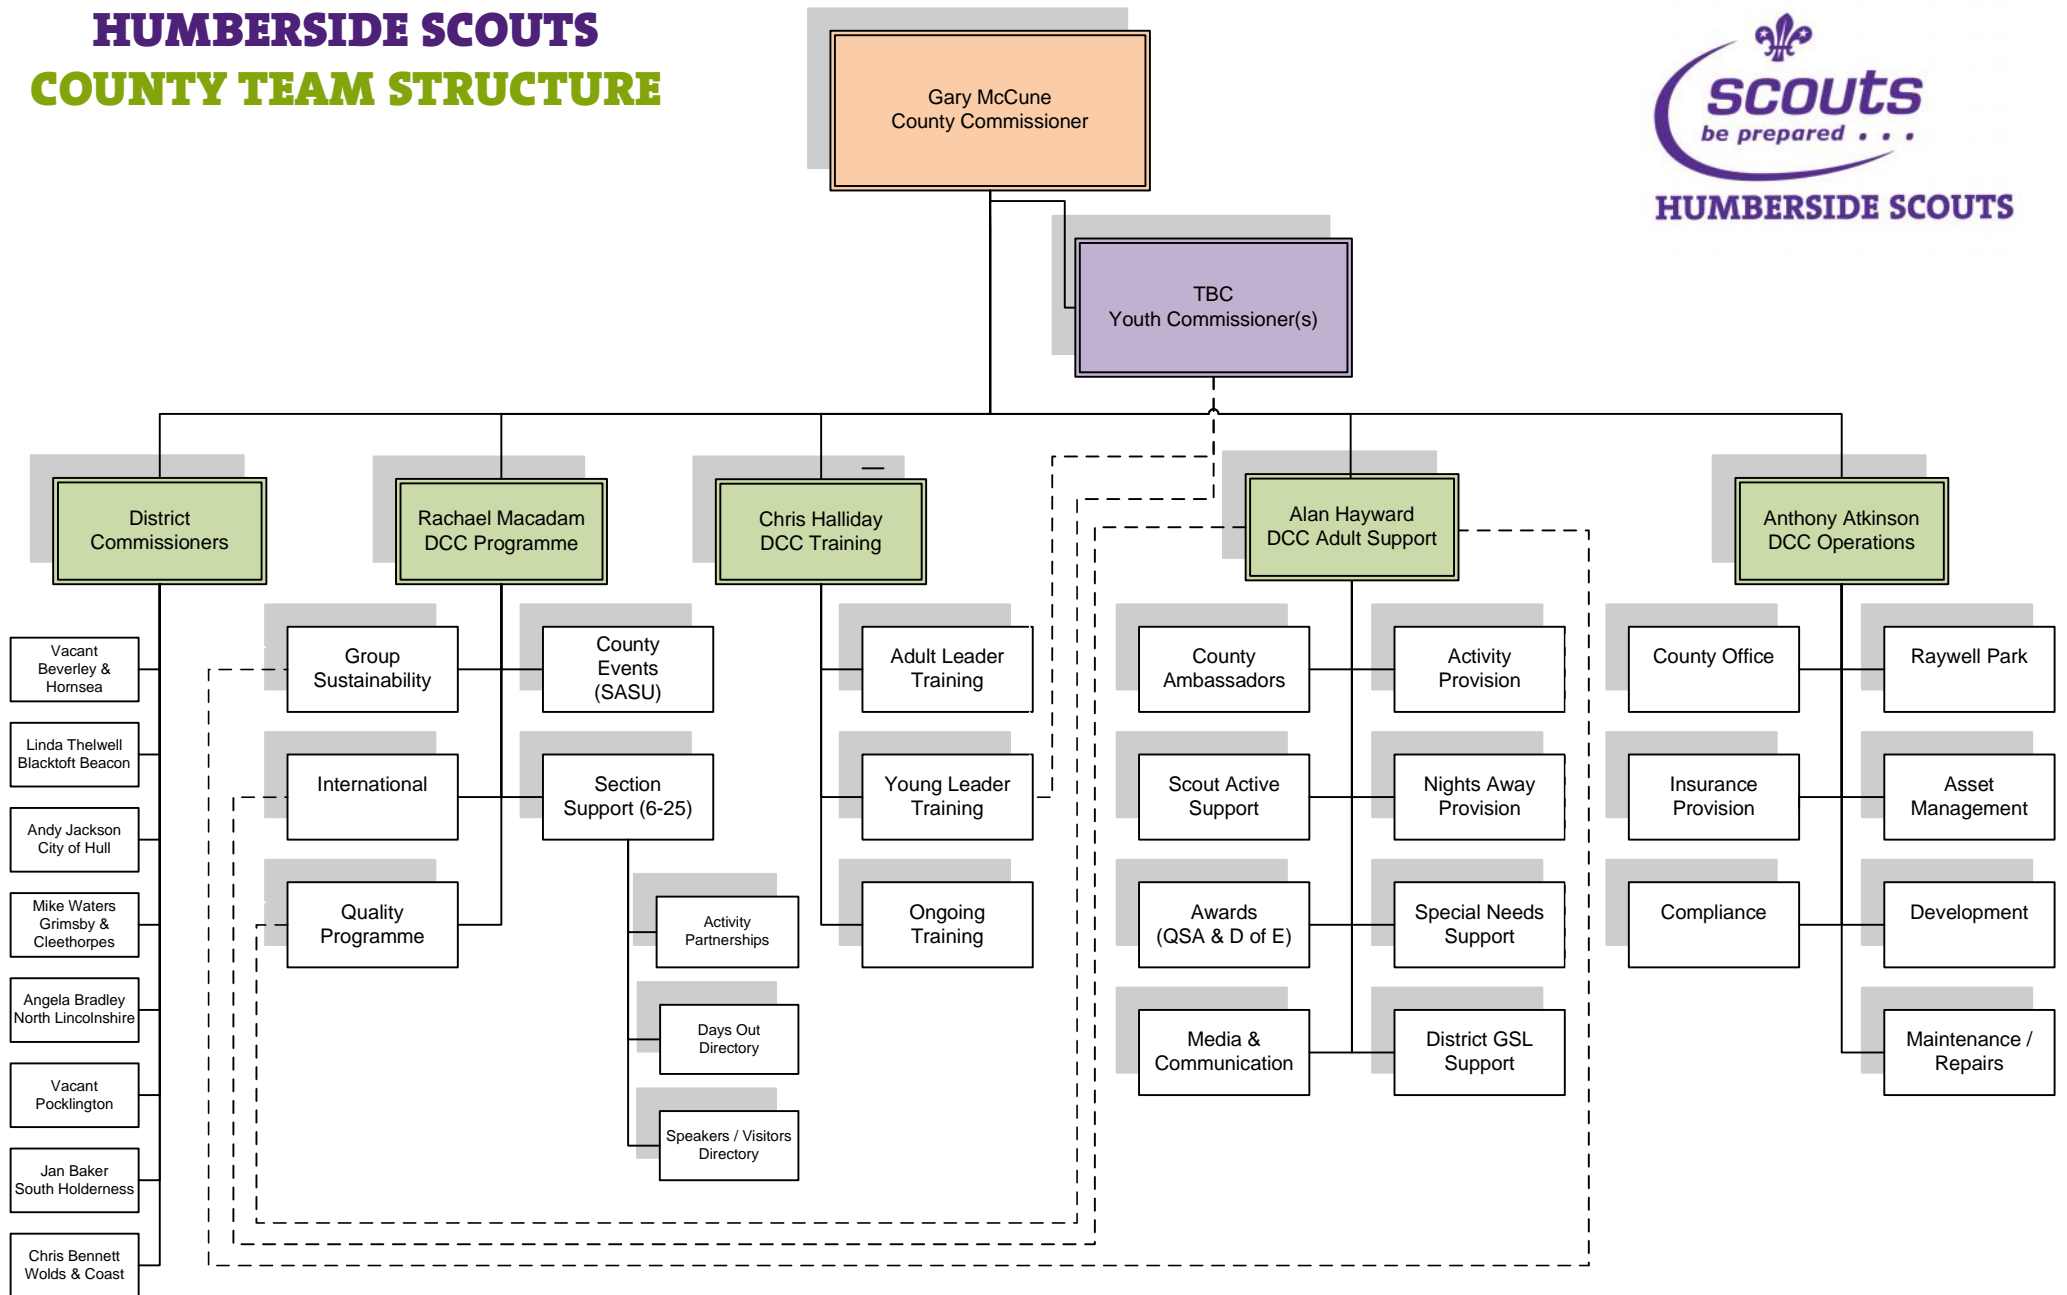 HUMBERSIDE SCOUTS
COUNTY TEAM STRUCTURE
scouts
be prepared . . .
HUMBERSIDE SCOUTS
Gary McCune
County Commissioner
TBC
Youth Commissioner(s)
District
Commissioners
Rachael Macadam
DCC Programme
Chris Halliday
DCC Training
Alan Hayward
DCC Adult Support
Anthony Atkinson
DCC Operations
Vacant
Beverley &
Hornsea
Linda Thelwell
Blacktoft Beacon
Andy Jackson
City of Hull
Mike Waters
Grimsby &
Cleethorpes
Angela Bradley
North Lincolnshire
Vacant
Pocklington
Jan Baker
South Holderness
Chris Bennett
Wolds & Coast
Group
Sustainability
International
Quality
Programme
County
Events
(SASU)
Section
Support (6-25)
Activity
Partnerships
Days Out
Directory
Speakers / Visitors
Directory
Adult Leader
Training
Young Leader
Training
Ongoing
Training
County
Ambassadors
Scout Active
Support
Awards
(QSA & D of E)
Media &
Communication
Activity
Provision
Nights Away
Provision
Special Needs
Support
District GSL
Support
County Office
Insurance
Provision
Compliance
Raywell Park
Asset
Management
Development
Maintenance /
Repairs